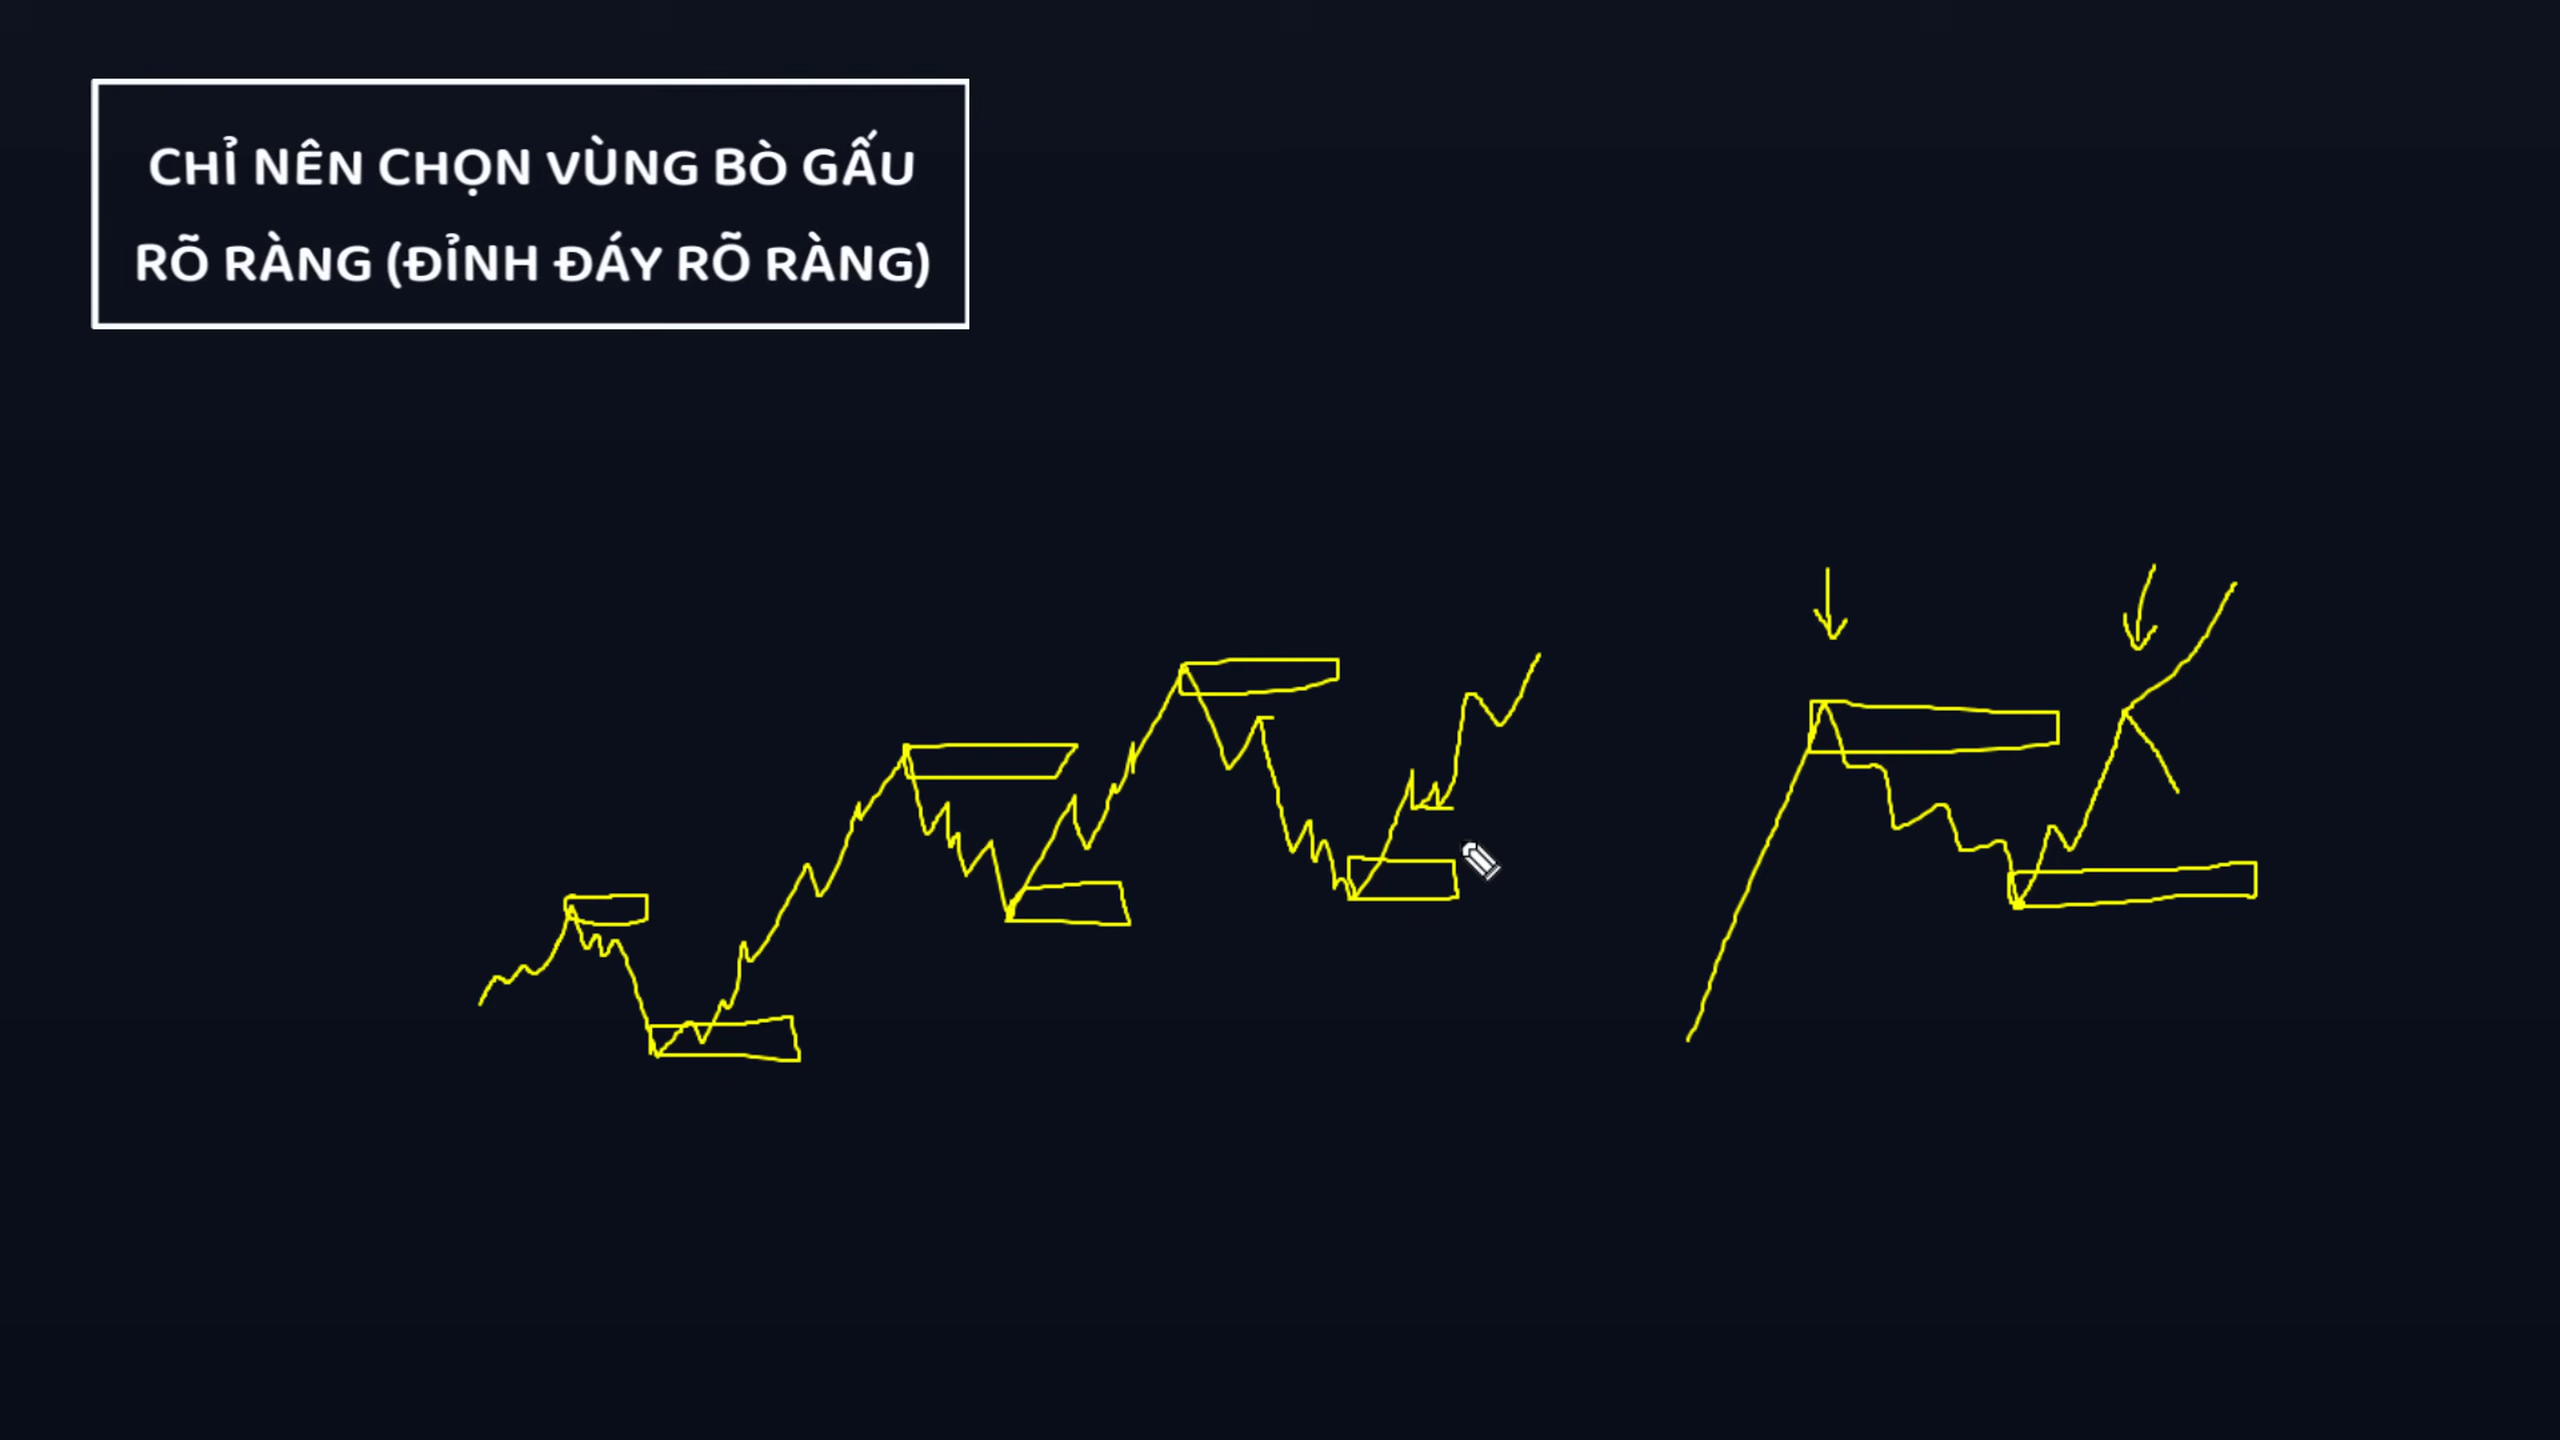 CHỈ NÊN CHỌN VÙNG BÒ GẤU
RÕ RÀNG (ĐỈNH ĐÁY RÕ RÀNG)